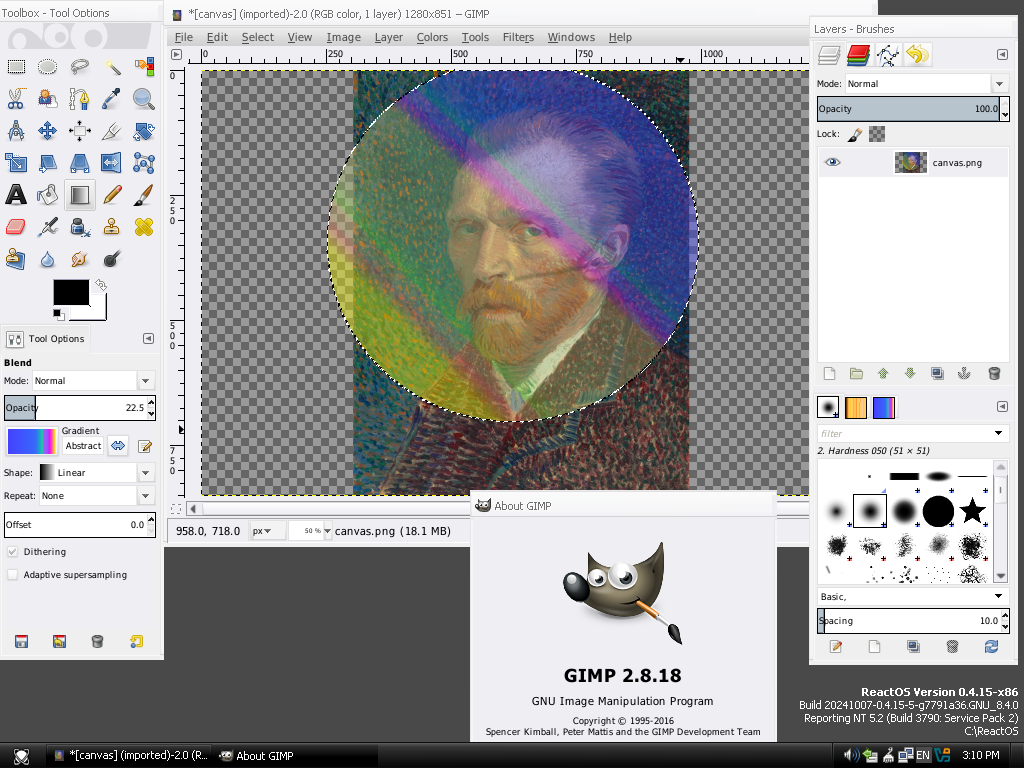 Toolbox - Tool Options
*[canvas] (imported)-2.0 (RGB color, 1 layer) 1280x851 – GIMP
File Edit Select View Image Layer Colors Tools Filters Windows Help
0 250 500 750 1000
0
250
500
750
Tool Options
Blend
Mode: Normal
Opacity 22.5
Gradient
Abstract
Shape: Linear
Repeat: None
Offset 0.0
Dithering
Adaptive supersampling
958.0, 718.0 px 50 % canvas.png (18.1 MB)
Layers - Brushes
Mode: Normal
Opacity 100.0
Lock:
canvas.png
filter
2. Hardness 050 (51 × 51)
Basic,
Spacing 10.0
About GIMP
GIMP 2.8.18
GNU Image Manipulation Program
Copyright © 1995-2016
Spencer Kimball, Peter Mattis and the GIMP Development Team
ReactOS Version 0.4.15-x86
Build 20241007-0.4.15-5-g7791a36.GNU_8.4.0
Reporting NT 5.2 (Build 3790: Service Pack 2)
C:\ReactOS
*[canvas] (imported)-2.0 (R...
About GIMP
EN
3:10 PM